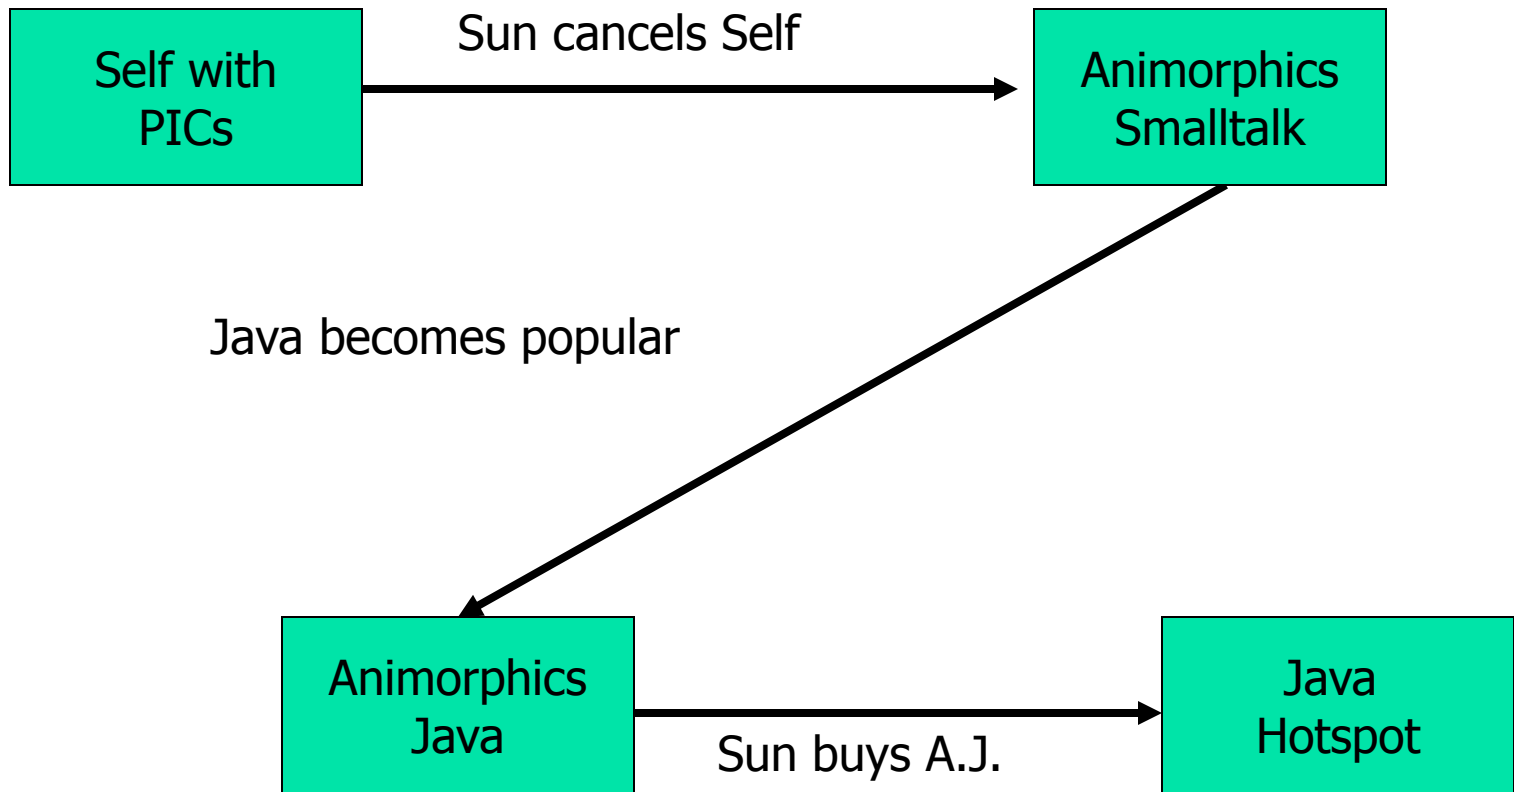 Self with
PICs
Sun cancels Self
Animorphics
Smalltalk
Java becomes popular
Animorphics
Java
Sun buys A.J.
Java
Hotspot